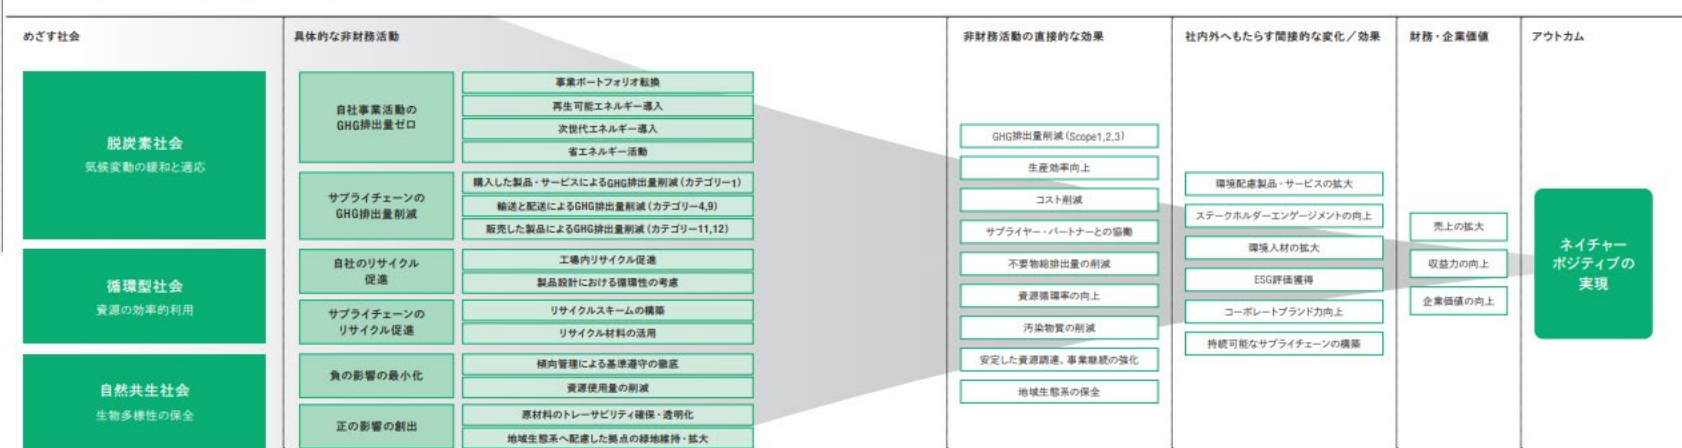 めざす社会
具体的な非財務活動
非財務活動の直接的な効果
社内外へもたらす間接的な変化／効果
財務・企業価値
アウトカム
脱炭素社会
気候変動の緩和と適応
自社事業活動の
GHG排出量ゼロ
事業ポートフォリオ転換
再生可能エネルギー導入
次世代エネルギー導入
省エネルギー活動
サプライチェーンの
GHG排出量削減
購入した製品・サービスによるGHG排出量削減（カテゴリー1）
輸送と配送によるGHG排出量削減（カテゴリー4,9）
販売した製品によるGHG排出量削減（カテゴリー11,12）
循環型社会
資源の効率的利用
自社のリサイクル
促進
工場内リサイクル促進
製品設計における循環性の考慮
サプライチェーンの
リサイクル促進
リサイクルスキームの構築
リサイクル材料の活用
自然共生社会
生物多様性の保全
負の影響の最小化
傾向管理による基準遵守の徹底
資源使用量の削減
正の影響の創出
原材料のトレーサビリティ確保・透明化
地域生態系へ配慮した拠点の緑地維持・拡大
GHG排出量削減（Scope1,2,3）
生産効率向上
コスト削減
サプライヤー・パートナーとの協働
不要物総排出量の削減
資源循環率の向上
汚染物質の削減
安定した資源調達、事業継続の強化
地域生態系の保全
環境配慮製品・サービスの拡大
ステークホルダーエンゲージメントの向上
環境人材の拡大
ESG評価獲得
コーポレートブランド力向上
持続可能なサプライチェーンの構築
売上の拡大
収益力の向上
企業価値の向上
ネイチャー
ポジティブの
実現